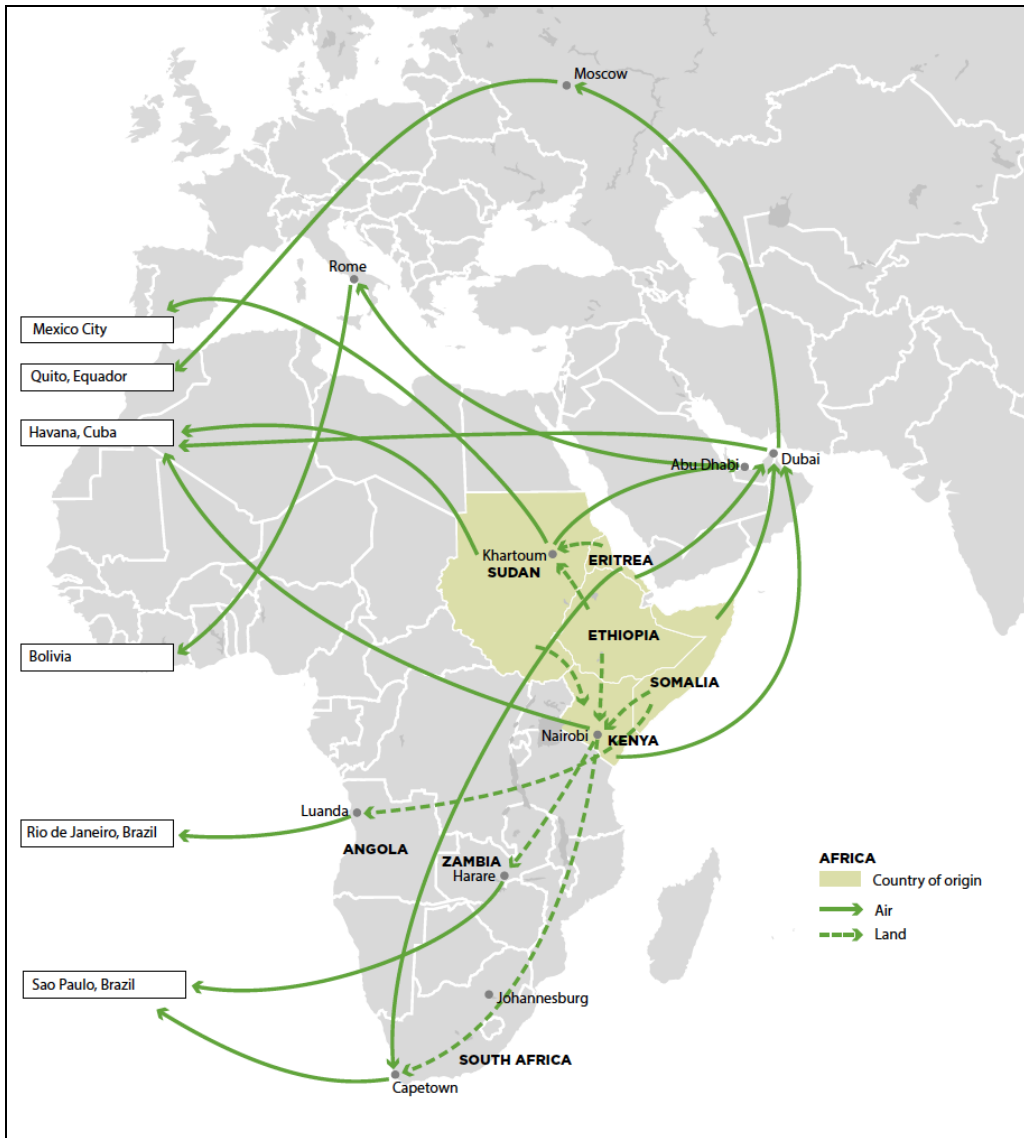 Moscow
Rome
Mexico City
Quito, Equador
Havana, Cuba
Abu Dhabi
Dubai
Khartoum
SUDAN
ERITREA
ETHIOPIA
Bolivia
SOMALIA
Nairobi
KENYA
Luanda
Rio de Janeiro, Brazil
ANGOLA
ZAMBIA
Harare
AFRICA
Country of origin
Air
Land
Sao Paulo, Brazil
Johannesburg
SOUTH AFRICA
Capetown